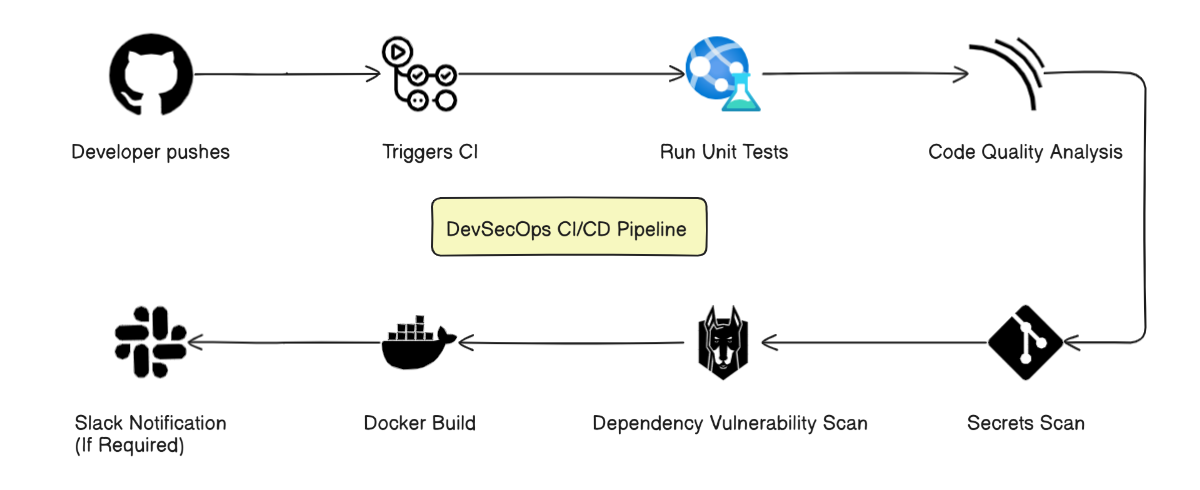 Developer pushes
Triggers CI
Run Unit Tests
Code Quality Analysis
DevSecOps CI/CD Pipeline
Slack Notification
(If Required)
Docker Build
Dependency Vulnerability Scan
Secrets Scan